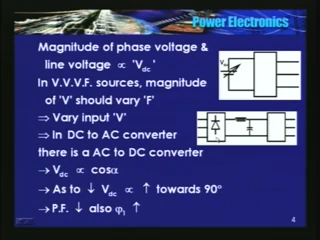 Power Electronics
Magnitude of phase voltage &
line voltage ∝ 'Vdc'
In V.V.V.F. sources, magnitude
of 'V' should vary 'F'
⇒ Vary input 'V'
⇒ In DC to AC converter
there is a AC to DC converter
→ Vdc ∝ cosα
→ As to ↓ Vdc ∝ ↑ towards 90°
→ P.F. ↓ also φ1 ↑
4